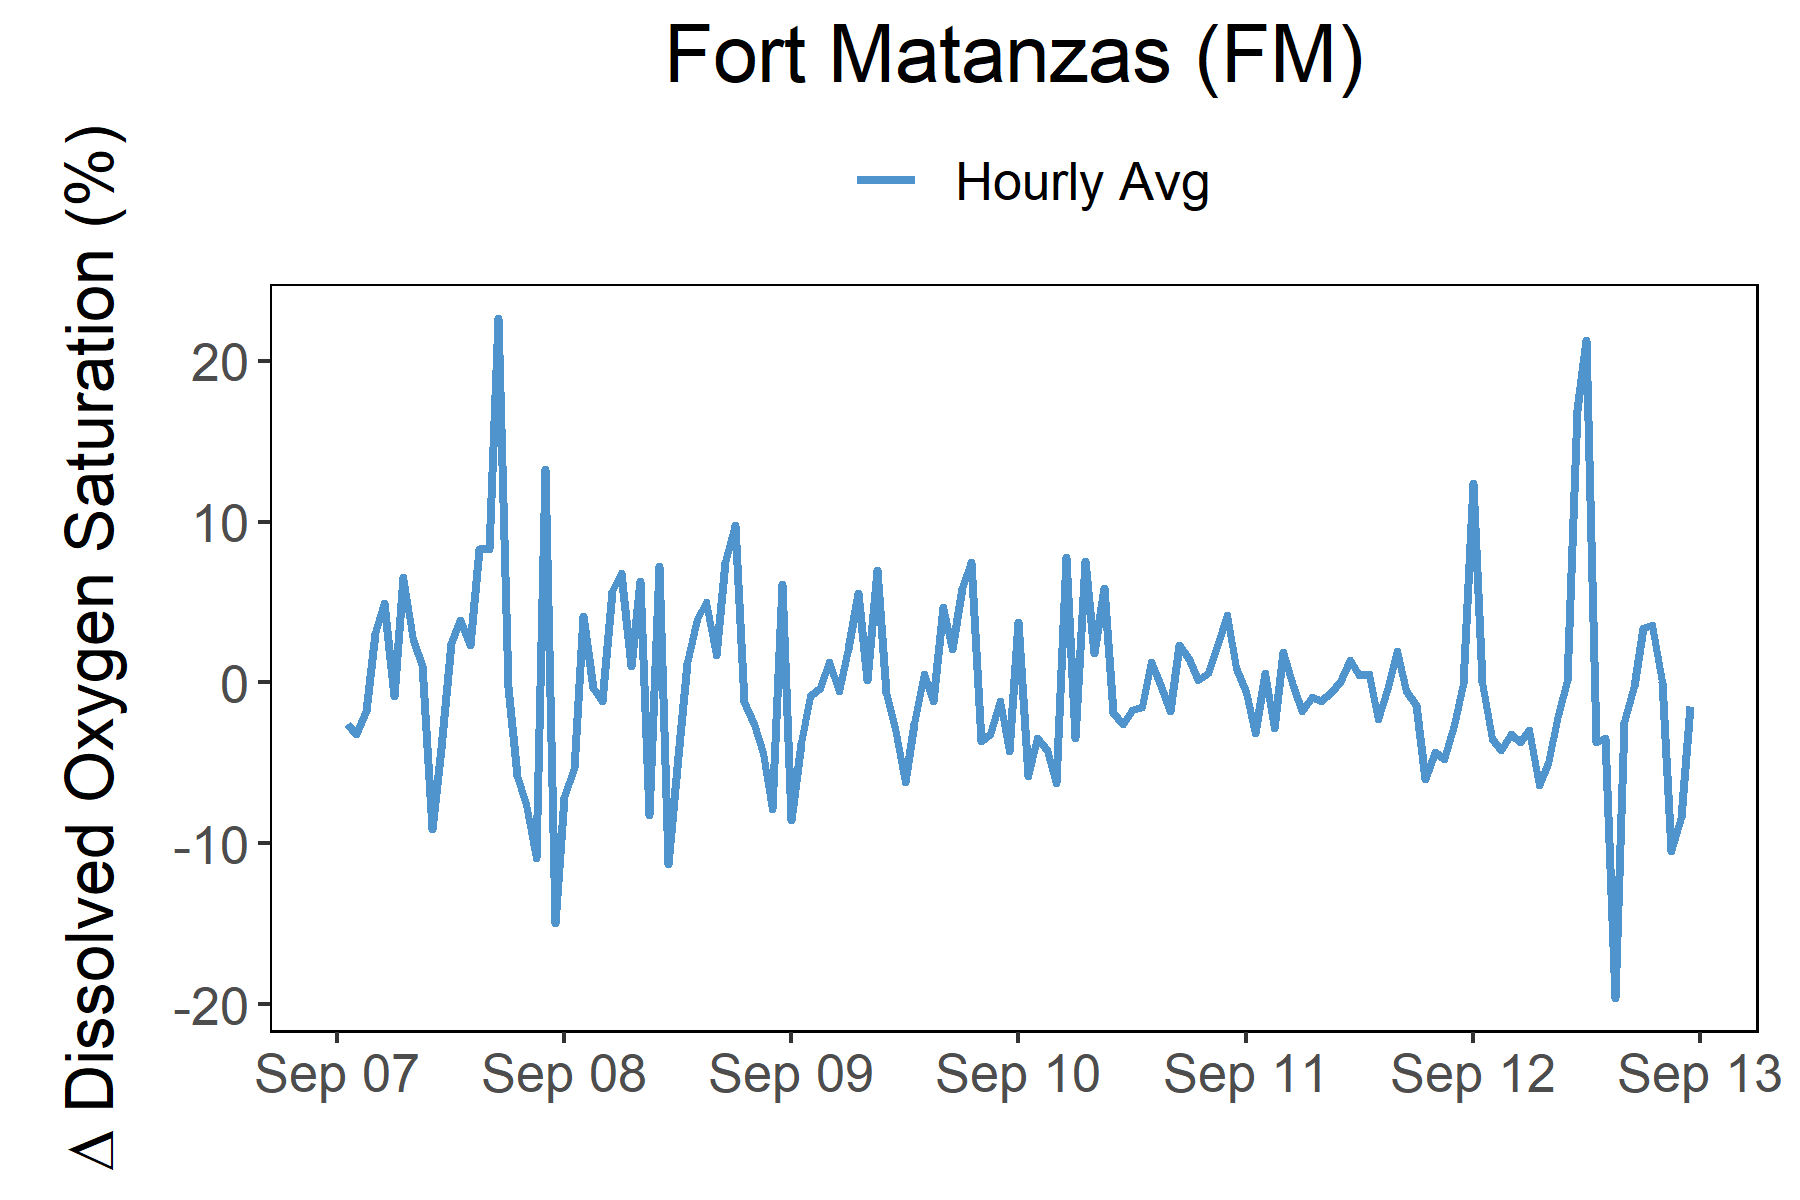 Fort Matanzas (FM)
Hourly Avg
Δ Dissolved Oxygen Saturation (%)
20
10
0
-10
-20
Sep 07 Sep 08 Sep 09 Sep 10 Sep 11 Sep 12 Sep 13